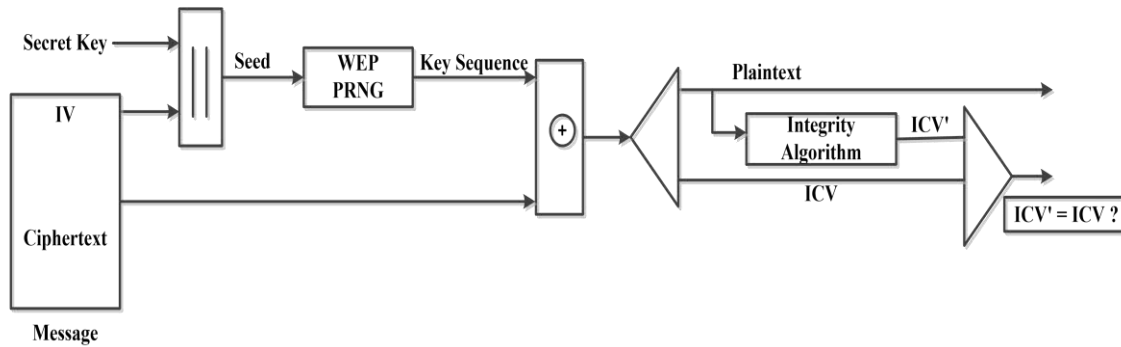 Secret Key
IV
Ciphertext
Message
||
Seed
WEP
PRNG
Key Sequence
+
Plaintext
Integrity
Algorithm
ICV'
ICV
ICV' = ICV ?